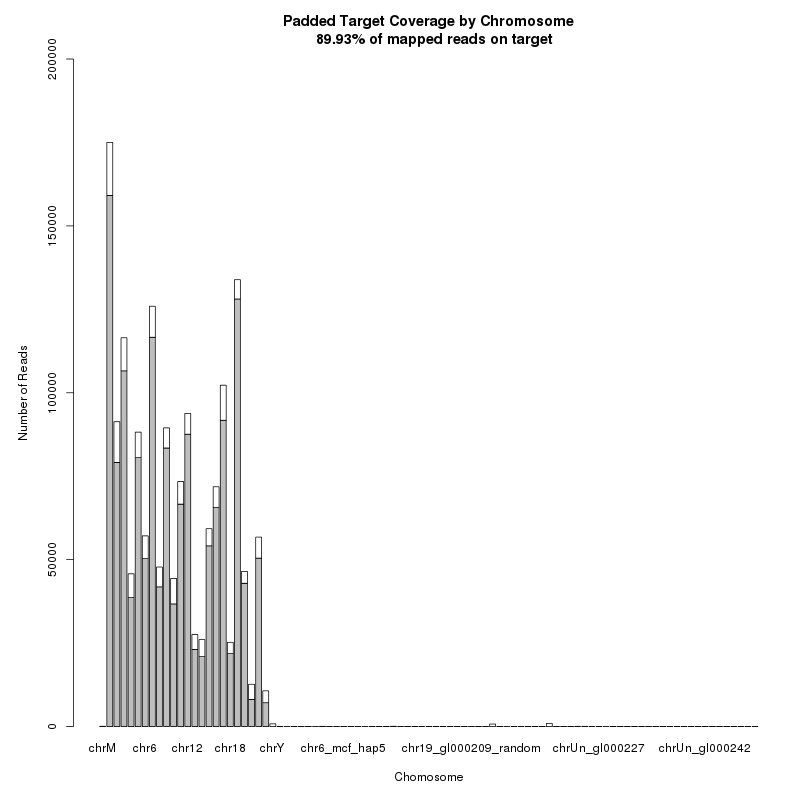 Padded Target Coverage by Chromosome
89.93% of mapped reads on target
200000
150000
100000
50000
0
Number of Reads
chrM chr6 chr12 chr18 chrY chr6_mcf_hap5 chr19_gl000209_random chrUn_gl000227 chrUn_gl000242
Chomosome